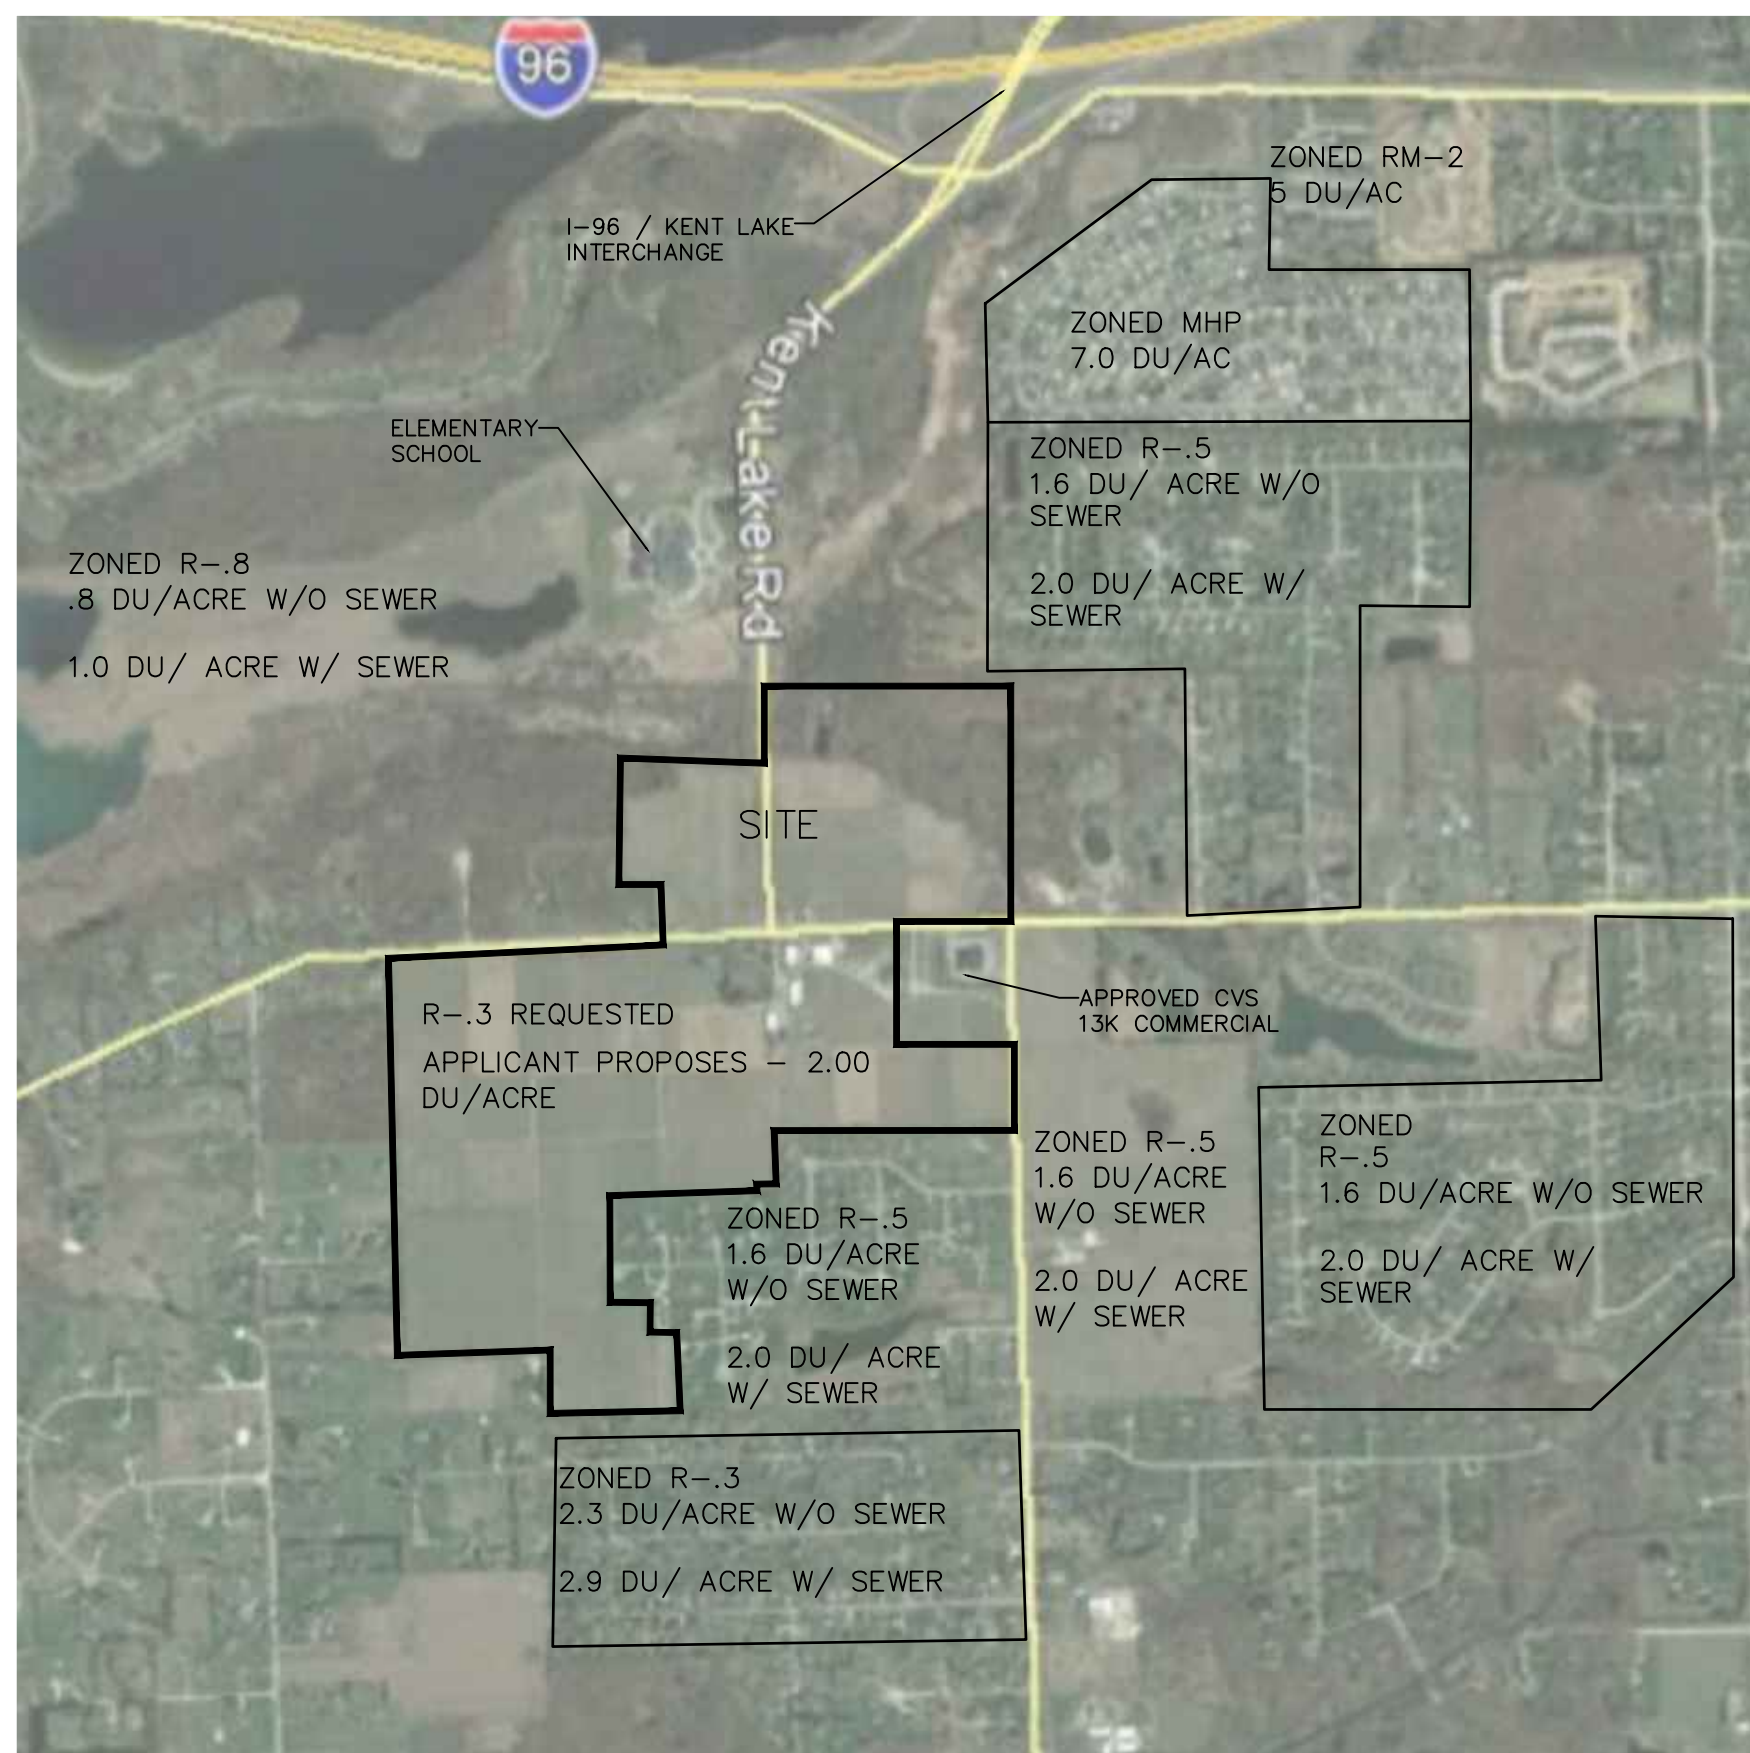 96
ZONED RM-2
5 DU/AC
I-96 / KENT LAKE
INTERCHANGE
ZONED MHP
7.0 DU/AC
Kent Lake Rd
ELEMENTARY
SCHOOL
ZONED R-.5
1.6 DU/ ACRE W/O
SEWER
2.0 DU/ ACRE W/
SEWER
ZONED R-.8
.8 DU/ACRE W/O SEWER
1.0 DU/ ACRE W/ SEWER
SITE
R-.3 REQUESTED
APPLICANT PROPOSES - 2.00
DU/ACRE
APPROVED CVS
13K COMMERCIAL
ZONED R-.5
1.6 DU/ACRE
W/O SEWER
2.0 DU/ ACRE
W/ SEWER
ZONED R-.5
1.6 DU/ACRE
W/O SEWER
2.0 DU/ ACRE
W/ SEWER
ZONED
R-.5
1.6 DU/ACRE W/O SEWER
2.0 DU/ ACRE W/
SEWER
ZONED R-.3
2.3 DU/ACRE W/O SEWER
2.9 DU/ ACRE W/ SEWER